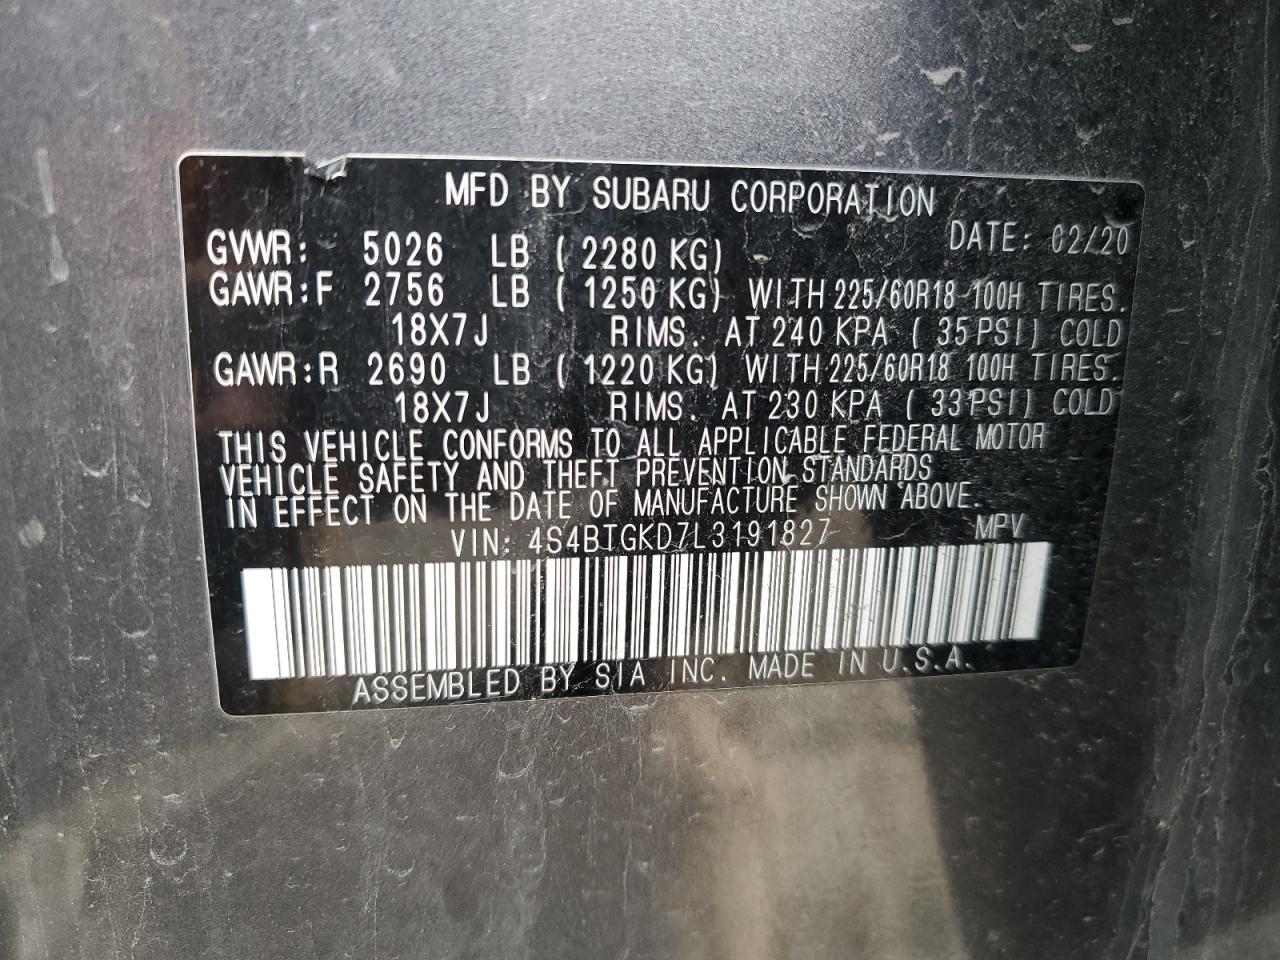 MFD BY SUBARU CORPORATION
DATE: 02/20
GVWR: 5026 LB ( 2280 KG)
GAWR:F 2756 LB ( 1250 KG) WITH 225/60R18 100H TIRES.
18X7J RIMS. AT 240 KPA ( 35 PSI) COLD
GAWR:R 2690 LB ( 1220 KG) WITH 225/60R18 100H TIRES.
18X7J RIMS. AT 230 KPA ( 33 PSI) COLD
THIS VEHICLE CONFORMS TO ALL APPLICABLE FEDERAL MOTOR
VEHICLE SAFETY AND THEFT PREVENTION STANDARDS
IN EFFECT ON THE DATE OF MANUFACTURE SHOWN ABOVE.
VIN: 4S4BTGKD7L3191827 MPV
ASSEMBLED BY SIA INC. MADE IN U.S.A.